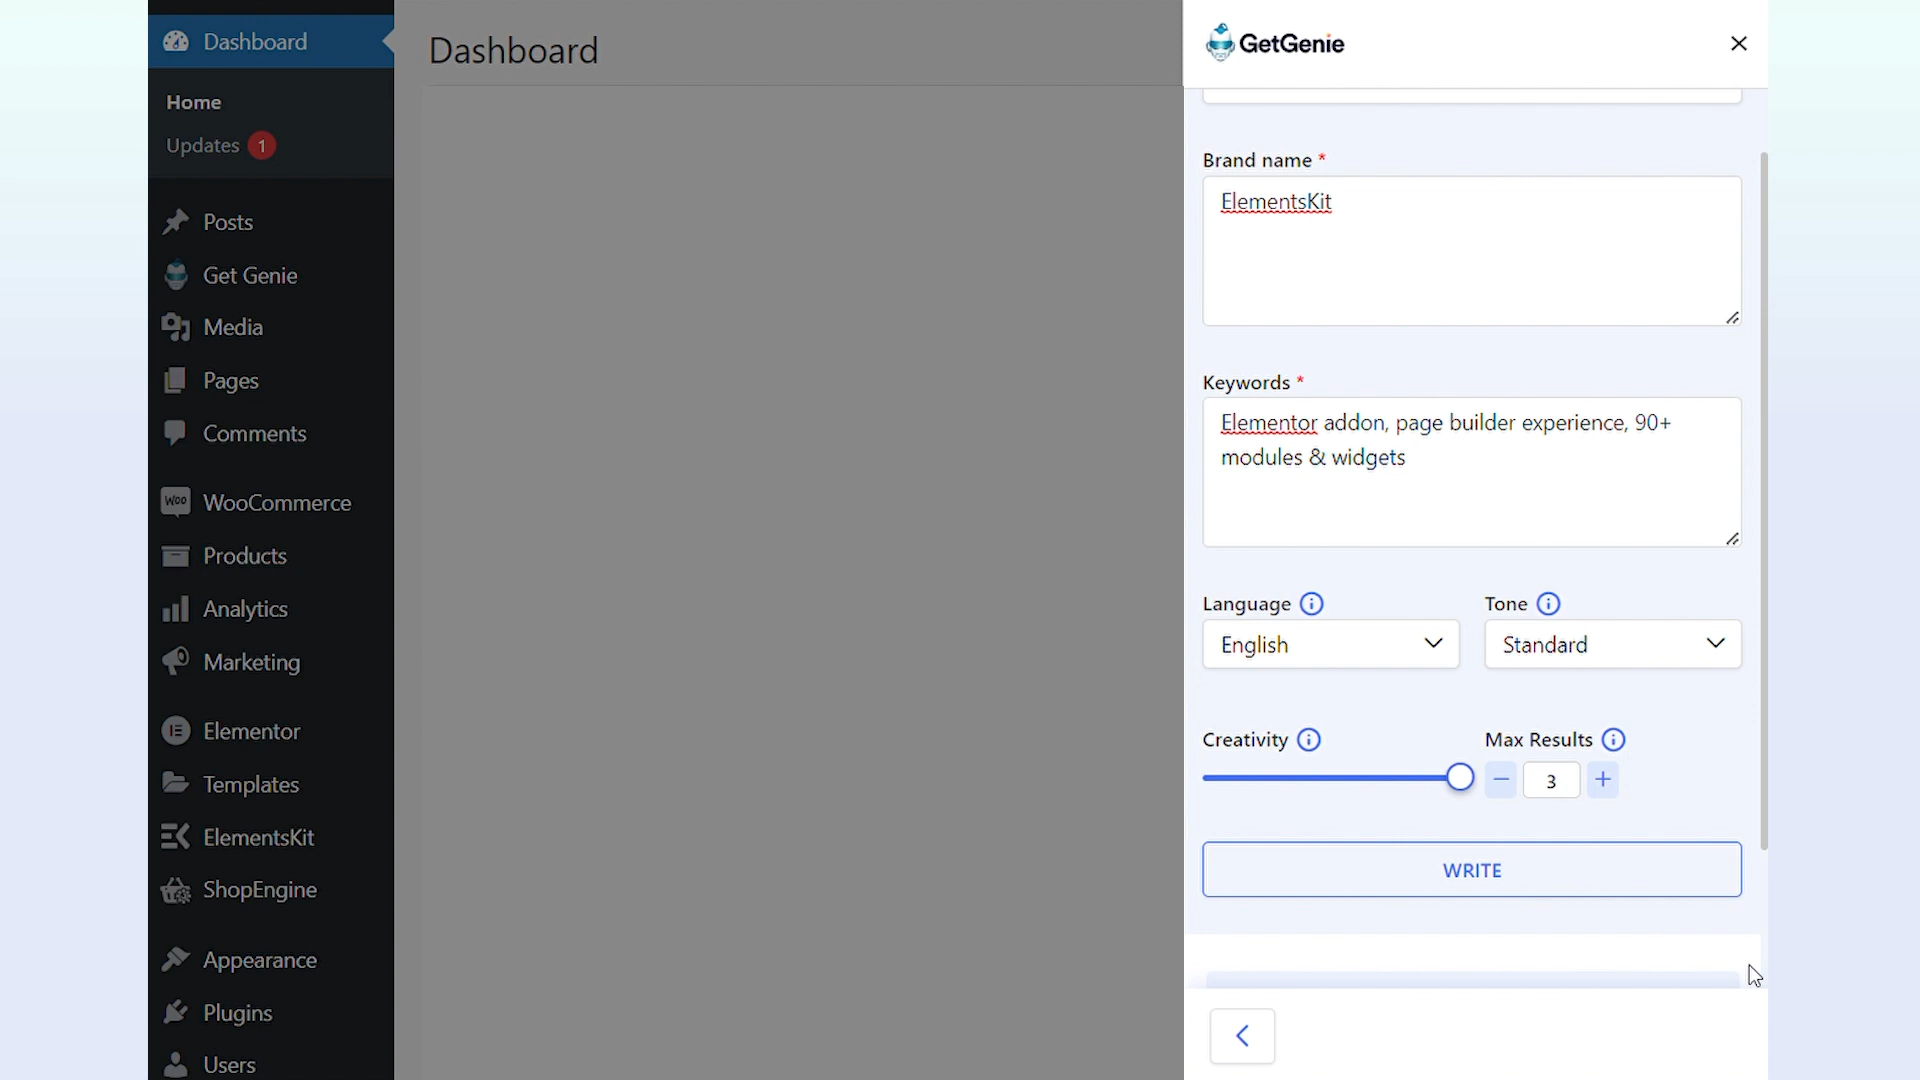 Dashboard
Home
Updates 1
Posts
Get Genie
Media
Pages
Comments
Woo WooCommerce
Products
Analytics
Marketing
Elementor
Templates
ElementsKit
ShopEngine
Appearance
Plugins
Users
Dashboard
GetGenie
Brand name *
ElementsKit
Keywords *
Elementor addon, page builder experience, 90+
modules & widgets
Language
Tone
English
Standard
Creativity
Max Results
3
WRITE